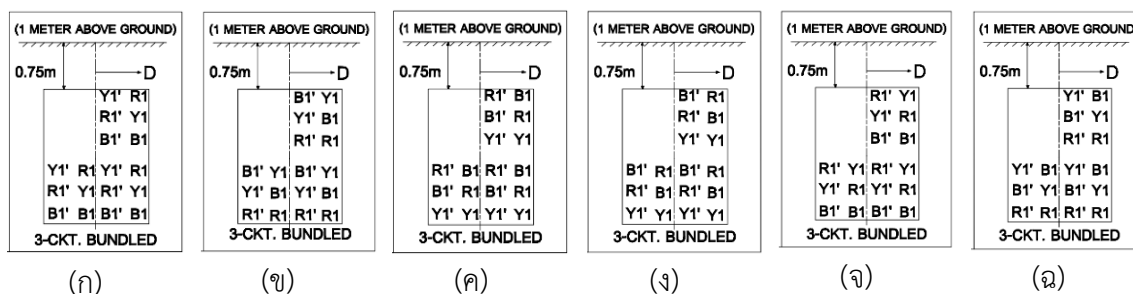 (1 METER ABOVE GROUND)
0.75m
D
Y1' R1
R1' Y1
B1' B1
Y1' R1 Y1' R1
R1' Y1 R1' Y1
B1' B1 B1' B1
3-CKT. BUNDLED
(ก)
(1 METER ABOVE GROUND)
0.75m
D
B1' Y1
Y1' B1
R1' R1
B1' Y1 B1' Y1
Y1' B1 Y1' B1
R1' R1 R1' R1
3-CKT. BUNDLED
(ข)
(1 METER ABOVE GROUND)
0.75m
D
R1' B1
B1' R1
Y1' Y1
R1' B1 R1' B1
B1' R1 B1' R1
Y1' Y1 Y1' Y1
3-CKT. BUNDLED
(ค)
(1 METER ABOVE GROUND)
0.75m
D
B1' R1
R1' B1
Y1' Y1
B1' R1 B1' R1
R1' B1 R1' B1
Y1' Y1 Y1' Y1
3-CKT. BUNDLED
(ง)
(1 METER ABOVE GROUND)
0.75m
D
R1' Y1
Y1' R1
B1' B1
R1' Y1 R1' Y1
Y1' R1 Y1' R1
B1' B1 B1' B1
3-CKT. BUNDLED
(จ)
(1 METER ABOVE GROUND)
0.75m
D
Y1' B1
B1' Y1
R1' R1
Y1' B1 Y1' B1
B1' Y1 B1' Y1
R1' R1 R1' R1
3-CKT. BUNDLED
(ฉ)